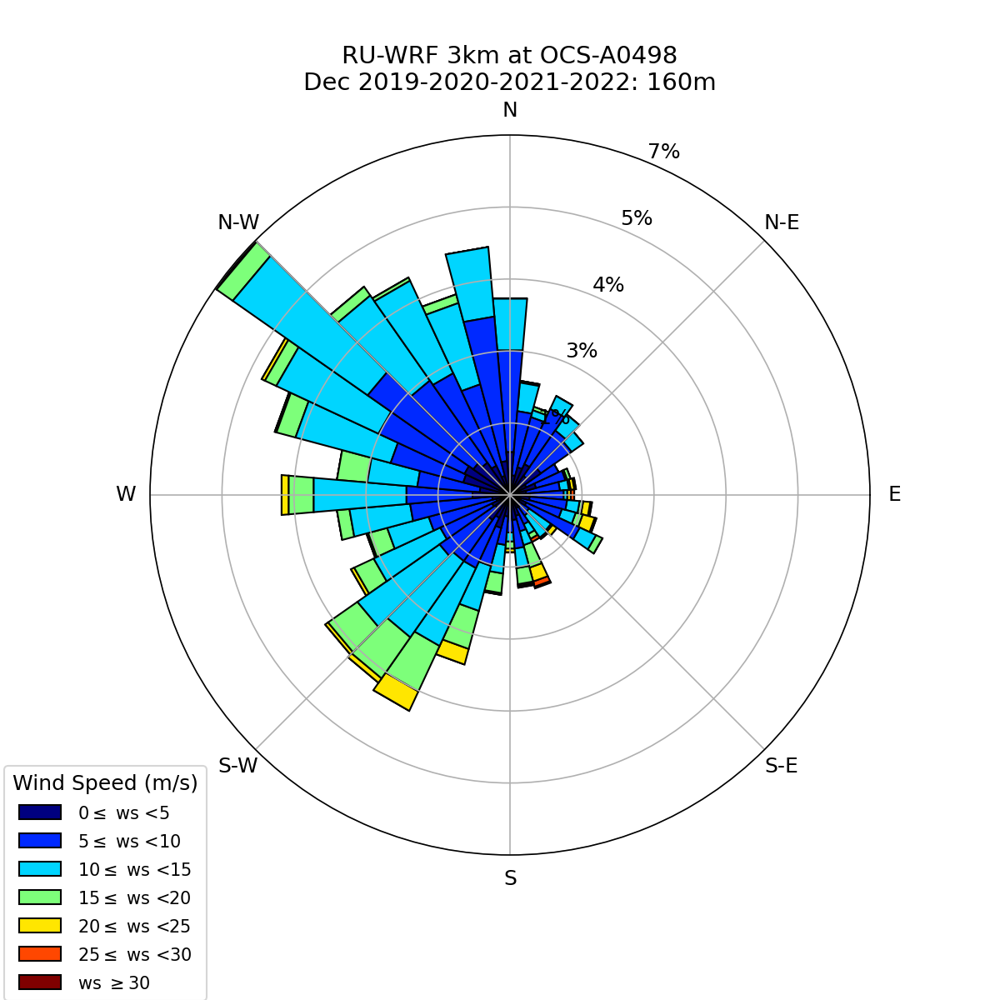 RU-WRF 3km at OCS-A0498
Dec 2019-2020-2021-2022: 160m
N
7%
N-W
5%
N-E
4%
3%
1%
W
E
S-W
S-E
S
Wind Speed (m/s)
0 ≤ ws <5
5 ≤ ws <10
10 ≤ ws <15
15 ≤ ws <20
20 ≤ ws <25
25 ≤ ws <30
ws ≥ 30